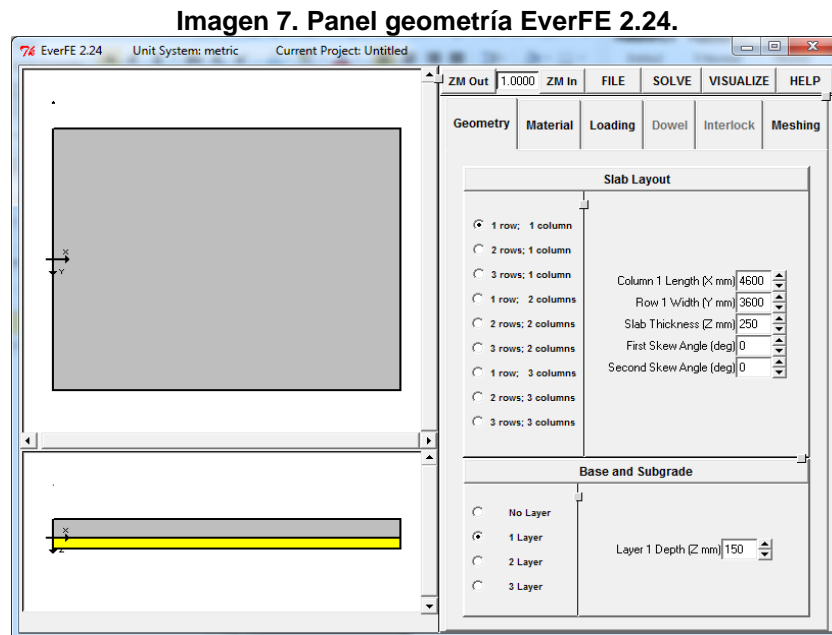 Imagen 7. Panel geometría EverFE 2.24.
EverFE 2.24 Unit System: metric Current Project: Untitled
ZM Out 1.0000 ZM In FILE SOLVE VISUALIZE HELP
Geometry Material Loading Dowel Interlock Meshing
Slab Layout
1 row; 1 column
2 rows; 1 column
3 rows; 1 column
1 row; 2 columns
2 rows; 2 columns
3 rows; 2 columns
1 row; 3 columns
2 rows; 3 columns
3 rows; 3 columns
Column 1 Length (X mm) 4600
Row 1 Width (Y mm) 3600
Slab Thickness (Z mm) 250
First Skew Angle (deg) 0
Second Skew Angle (deg) 0
X
Y
Base and Subgrade
No Layer
1 Layer
2 Layer
3 Layer
Layer 1 Depth (Z mm) 150
X
Z